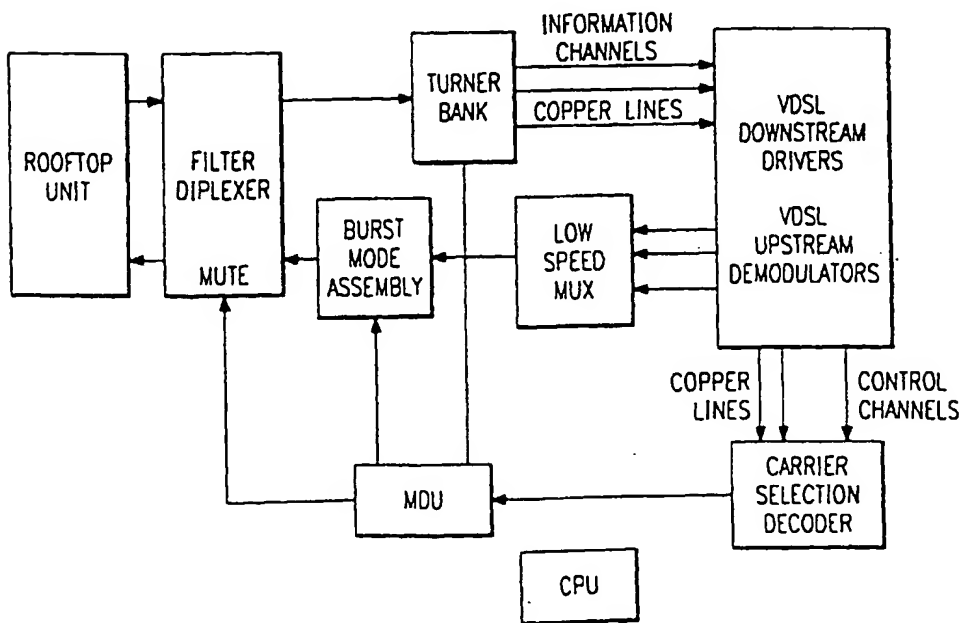 INFORMATION
CHANNELS
TURNER
BANK
COPPER LINES
VDSL
DOWNSTREAM
DRIVERS
ROOFTOP
UNIT
FILTER
DIPLEXER
MUTE
BURST
MODE
ASSEMBLY
LOW
SPEED
MUX
VDSL
UPSTREAM
DEMODULATORS
COPPER
LINES
CONTROL
CHANNELS
MDU
CARRIER
SELECTION
DECODER
CPU